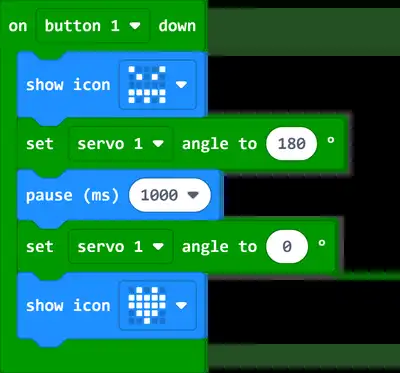 on button 1 down
show icon
set servo 1 angle to 180 °
pause (ms) 1000
set servo 1 angle to 0 °
show icon